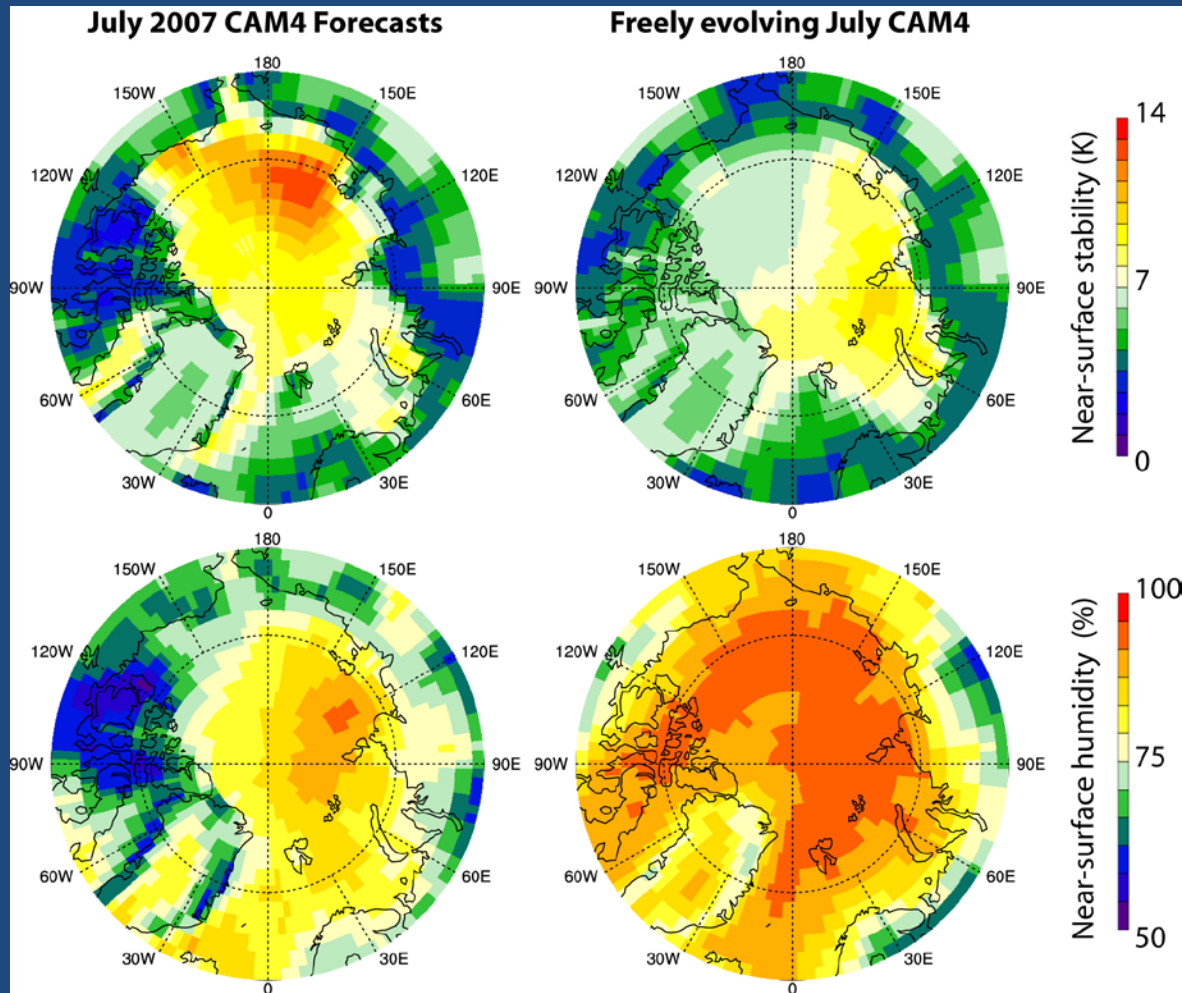 July 2007 CAM4 Forecasts
Freely evolving July CAM4
180
150W
150E
120W
120E
90W
90E
60W
60E
30W
30E
0
180
150W
150E
120W
120E
90W
90E
60W
60E
30W
30E
0
14
7
0
Near-surface stability (K)
180
150W
150E
120W
120E
90W
90E
60W
60E
30W
30E
0
180
150W
150E
120W
120E
90W
90E
60W
60E
30W
30E
0
100
75
50
Near-surface humidity (%)